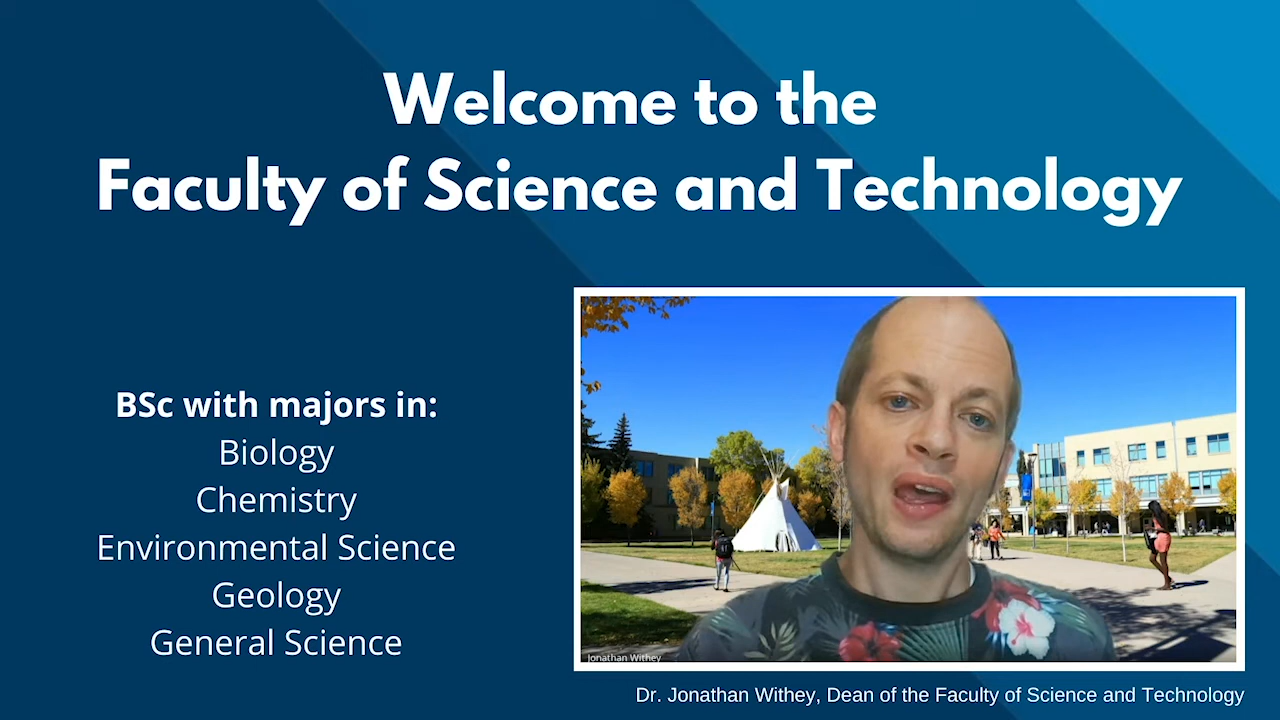 Welcome to the
Faculty of Science and Technology
BSc with majors in:
Biology
Chemistry
Environmental Science
Geology
General Science
Jonathan Withey
Dr. Jonathan Withey, Dean of the Faculty of Science and Technology